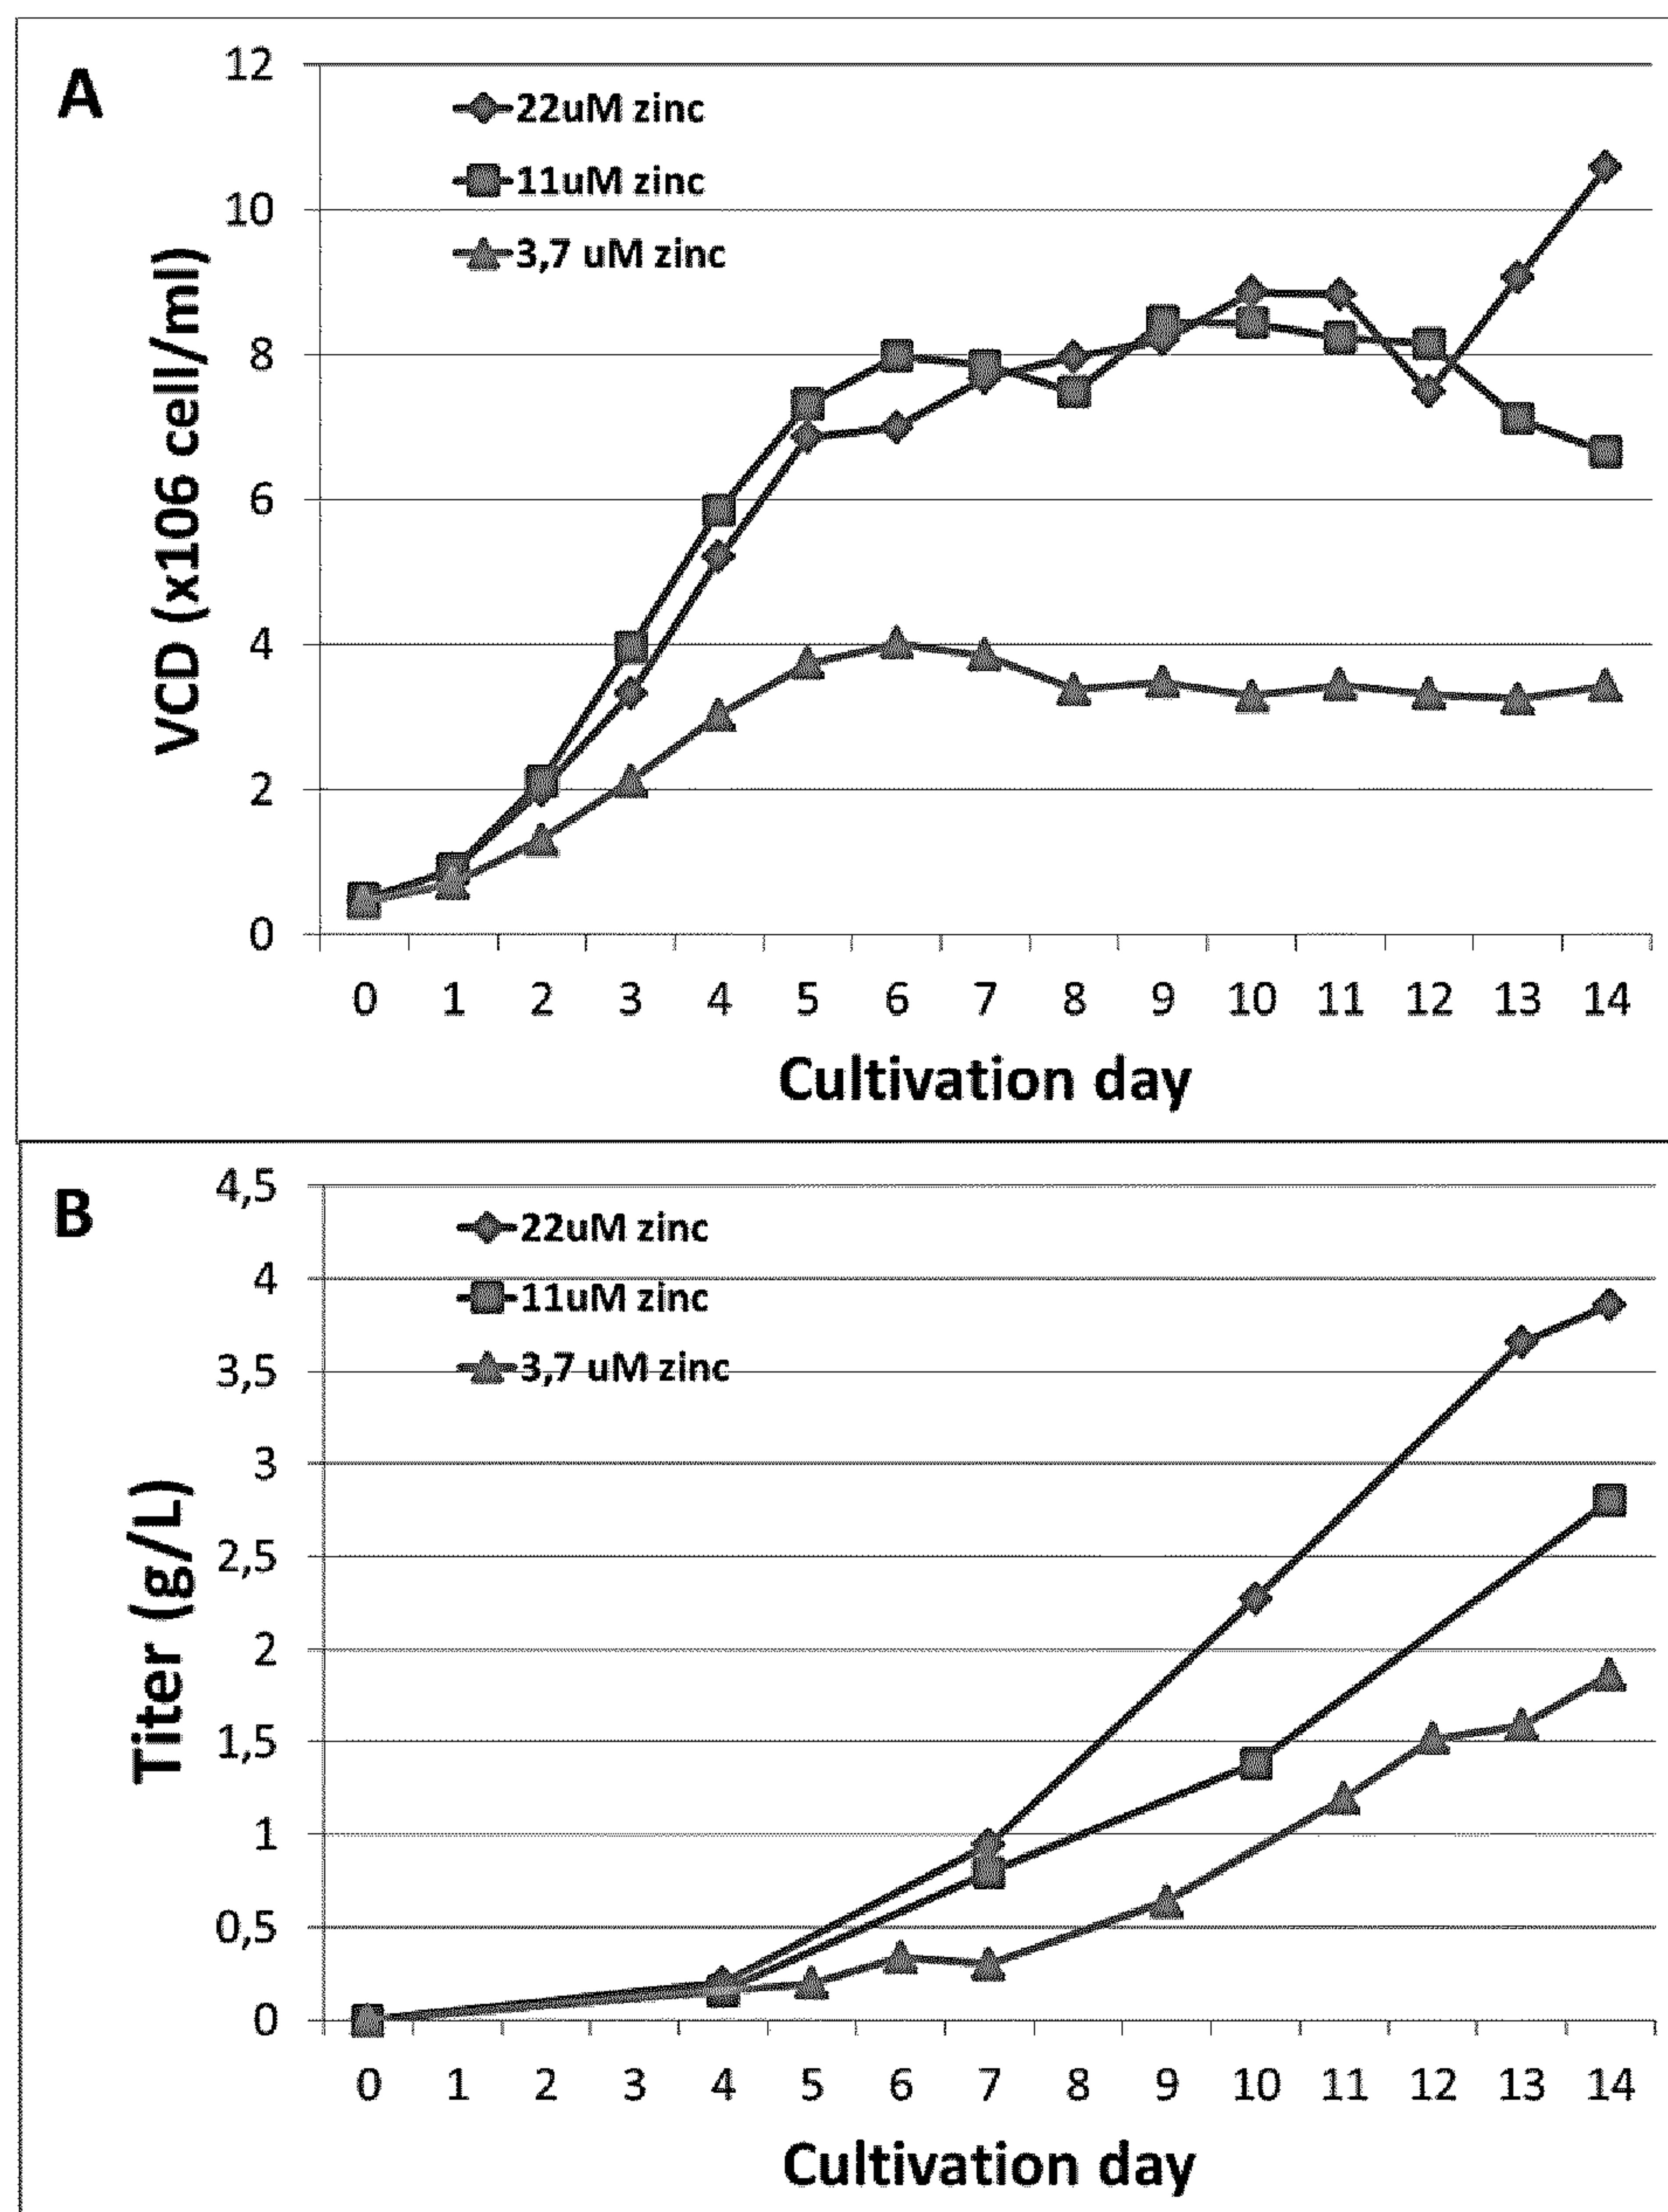 A
12
10
8
6
4
2
0
VCD (x106 cell/ml)
22uM zinc
11uM zinc
3,7 uM zinc
0 1 2 3 4 5 6 7 8 9 10 11 12 13 14
Cultivation day
B
4,5
4
3,5
3
2,5
2
1,5
1
0,5
0
Titer (g/L)
22uM zinc
11uM zinc
3,7 uM zinc
0 1 2 3 4 5 6 7 8 9 10 11 12 13 14
Cultivation day